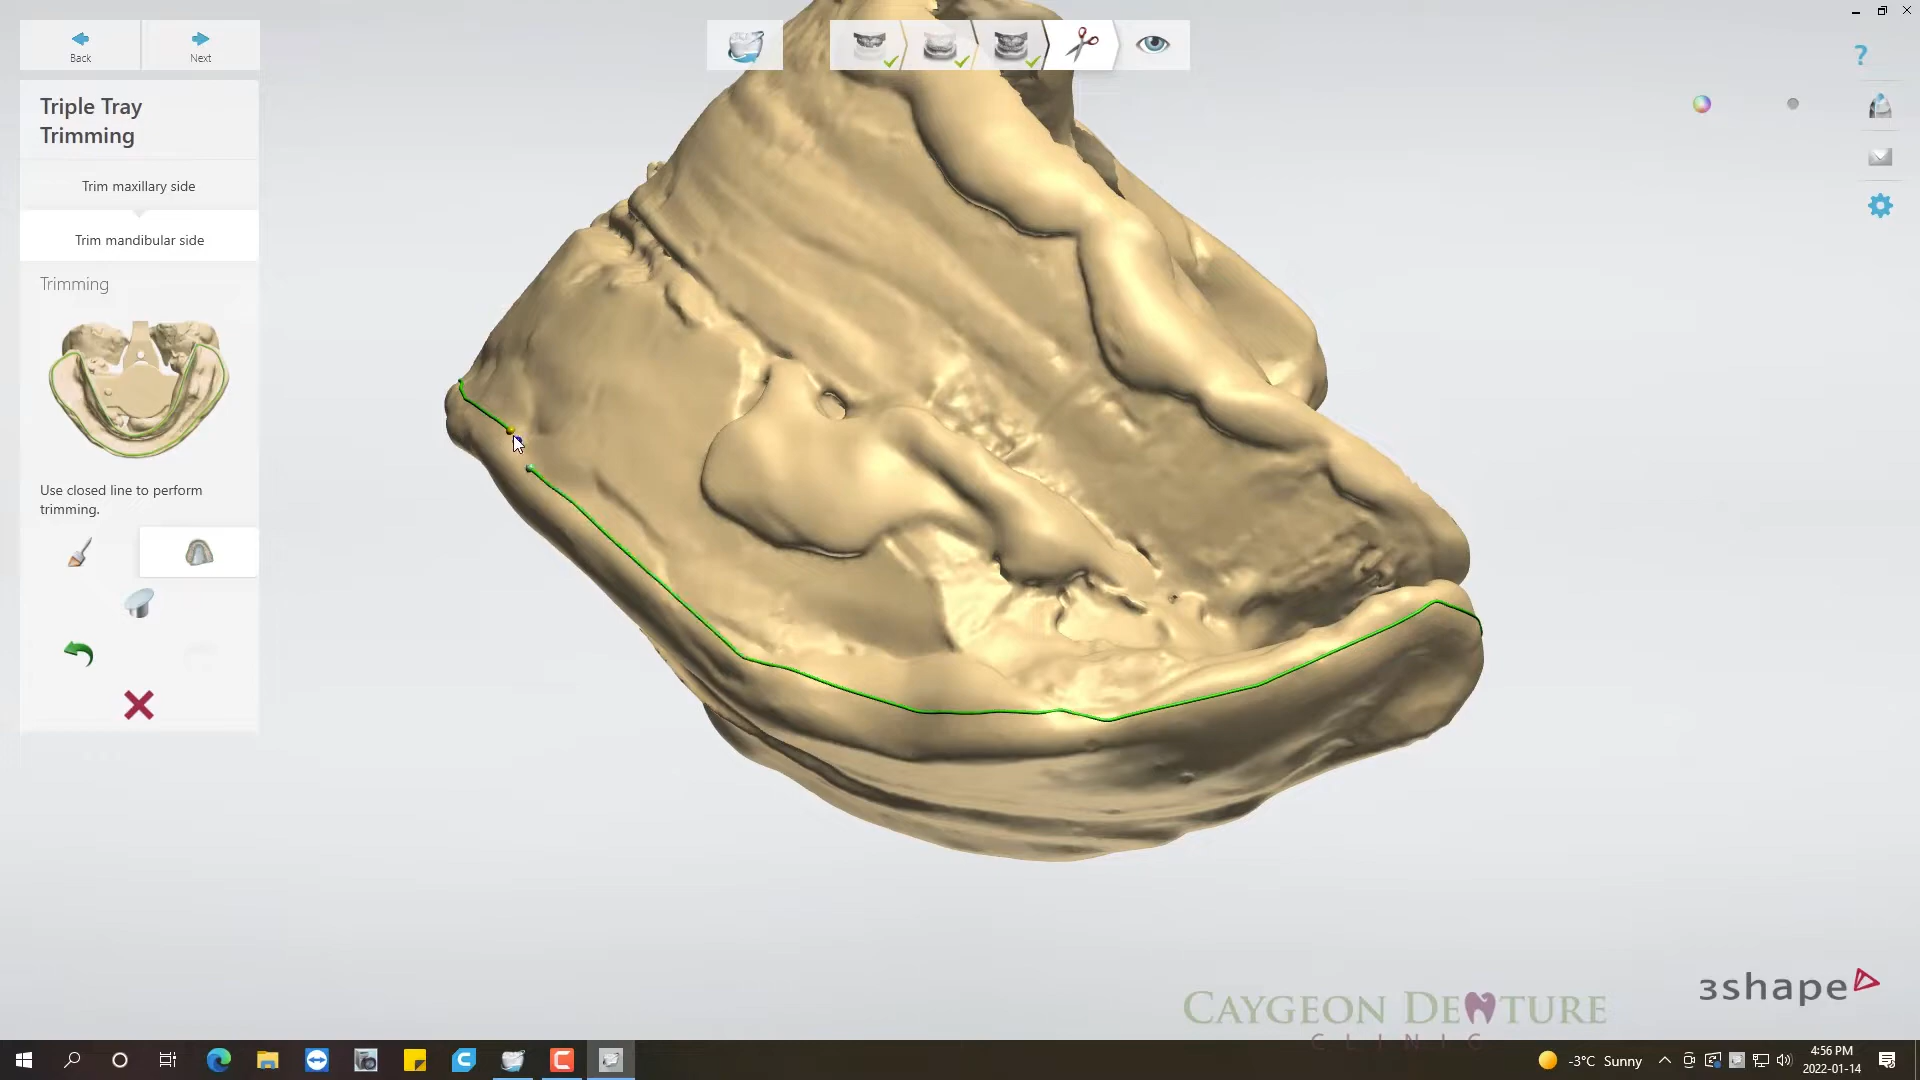 Back
Next
Triple Tray
Trimming
Trim maxillary side
Trim mandibular side
Trimming
Use closed line to perform
trimming.
?
3shape
CAYGEON DENTURE
CLINIC
-3°C Sunny
4:56 PM
2022-01-14